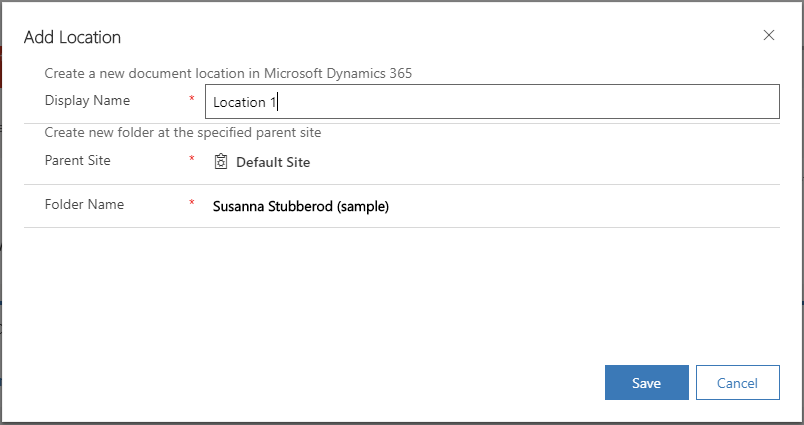 Add Location
Create a new document location in Microsoft Dynamics 365
Display Name * Location 1
Create new folder at the specified parent site
Parent Site * Default Site
Folder Name * Susanna Stubberod (sample)
Save Cancel